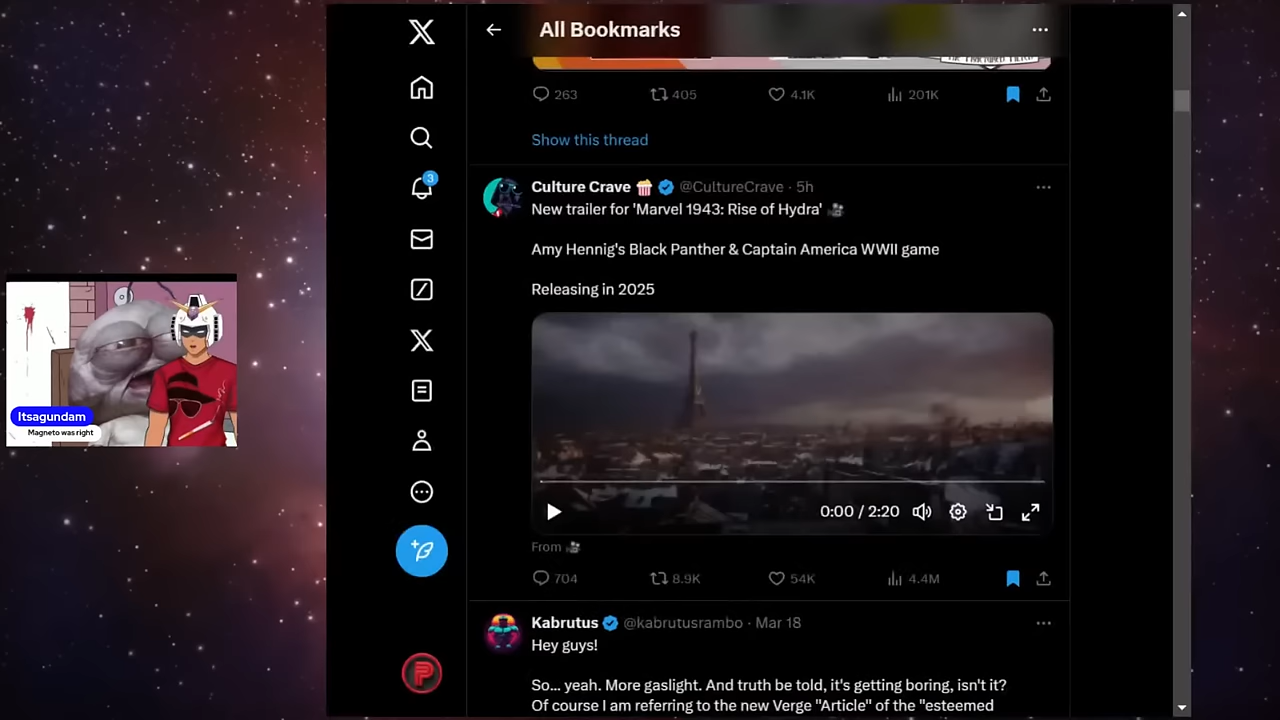 All Bookmarks
263
405
4.1K
201K
Show this thread
3
Culture Crave 🍿 @CultureCrave · 5h
New trailer for 'Marvel 1943: Rise of Hydra' 🎥
Amy Hennig's Black Panther & Captain America WWII game
Releasing in 2025
0:00 / 2:20
From 🎥
704
8.9K
54K
4.4M
Itsagundam
Magneto was right
Kabrutus @kabrutusrambo · Mar 18
Hey guys!
So... yeah. More gaslight. And truth be told, it's getting boring, isn't it?
Of course I am referring to the new Verge "Article" of the "esteemed